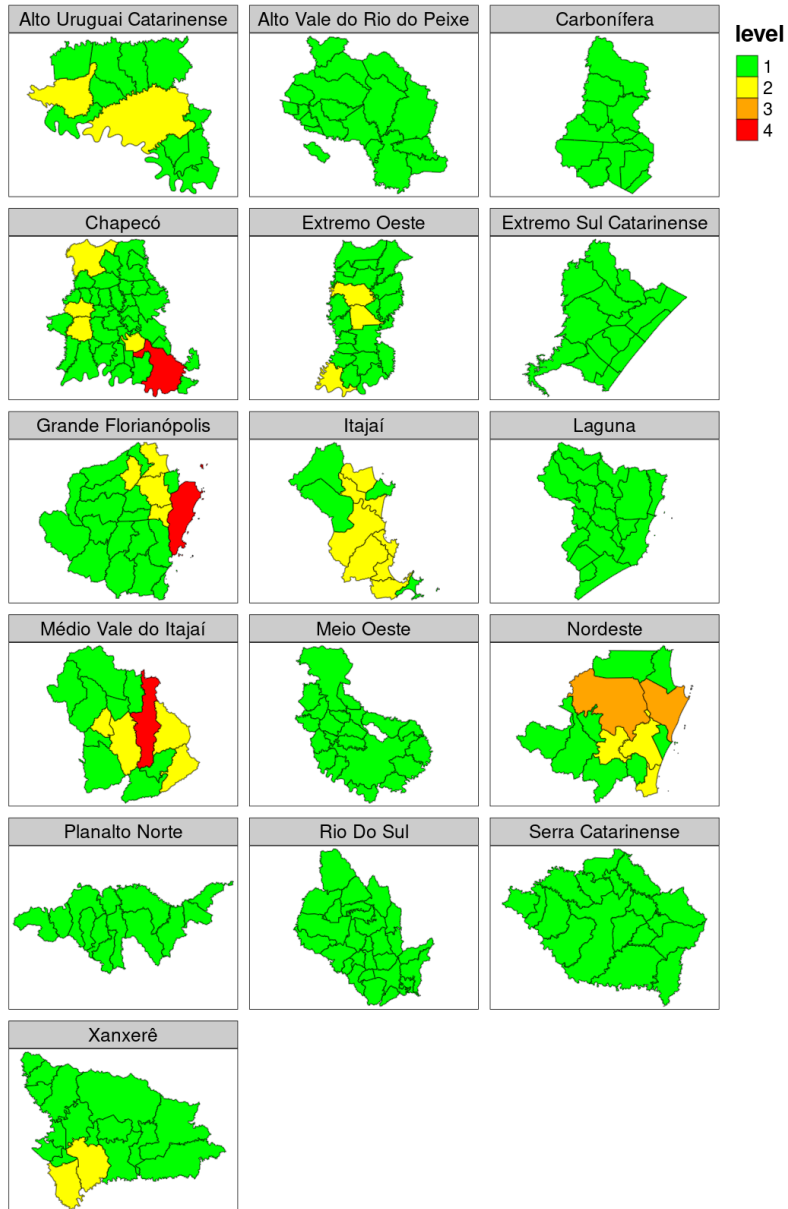 Alto Uruguai Catarinense
Alto Vale do Rio do Peixe
Carbonífera
level
1
2
3
4
Chapecó
Extremo Oeste
Extremo Sul Catarinense
Grande Florianópolis
Itajaí
Laguna
Médio Vale do Itajaí
Meio Oeste
Nordeste
Planalto Norte
Rio Do Sul
Serra Catarinense
Xanxerê